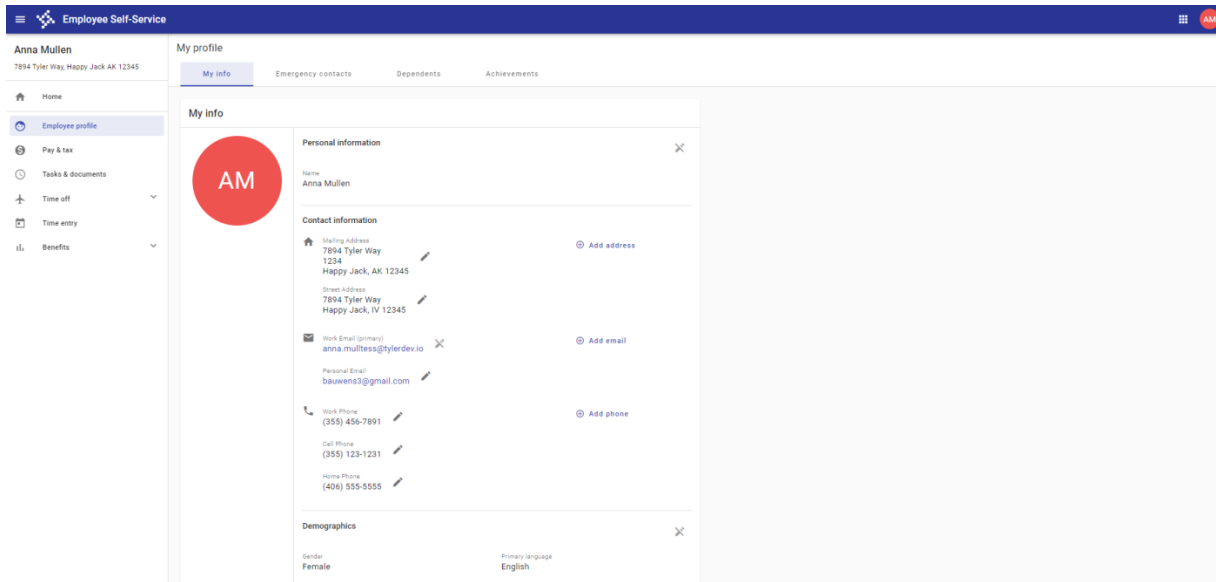 Employee Self-Service
AM
Anna Mullen
7894 Tyler Way, Happy Jack AK 12345
Home
Employee profile
Pay & tax
Tasks & documents
Time off
Time entry
Benefits
My profile
My info
Emergency contacts
Dependents
Achievements
My info
AM
Personal information
Name
Anna Mullen
Contact information
Mailing Address
7894 Tyler Way
1234
Happy Jack, AK 12345
Add address
Street Address
7894 Tyler Way
Happy Jack, IV 12345
Work Email (primary)
anna.mulltess@tylerdev.io
Add email
Personal Email
bauwens3@gmail.com
Work Phone
(355) 456-7891
Add phone
Cell Phone
(355) 123-1231
Home Phone
(406) 555-5555
Demographics
Gender
Female
Primary language
English